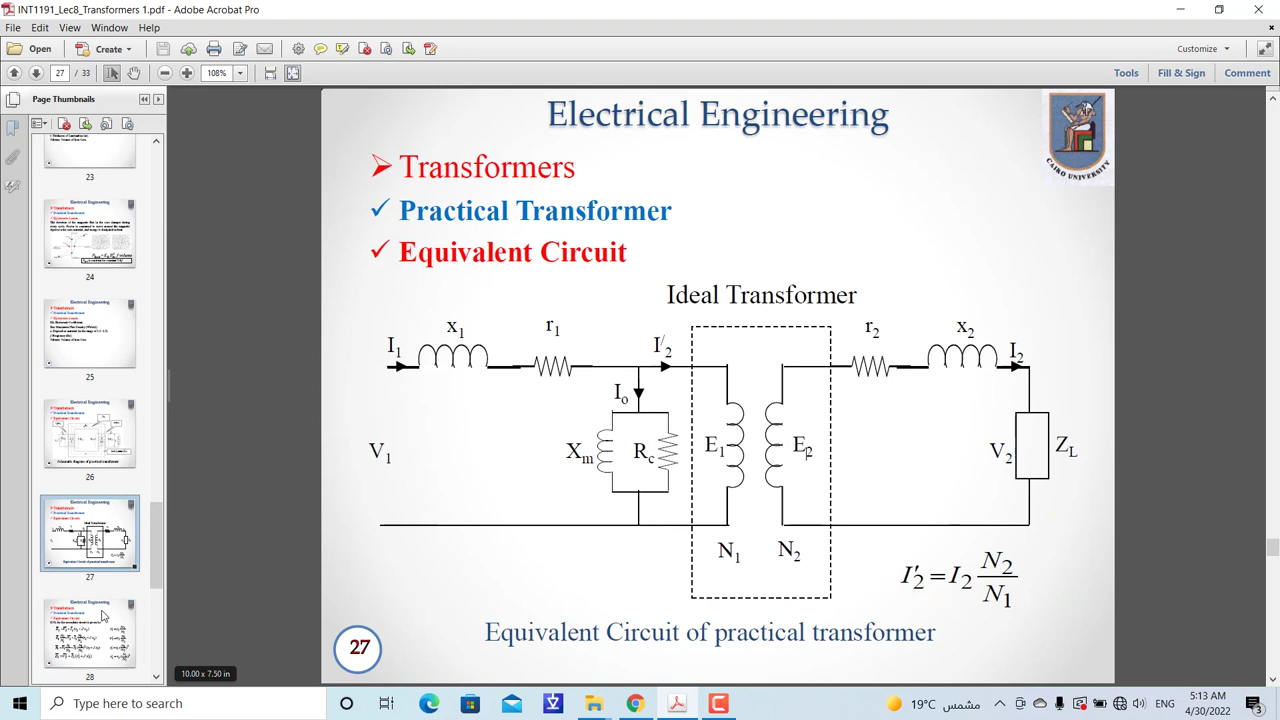 INT1191_Lec8_Transformers 1.pdf - Adobe Acrobat Pro
File Edit View Window Help
Open Create Customize
27 / 33 108% Tools Fill & Sign Comment
Page Thumbnails
23
24
25
26
27
28
Electrical Engineering
CAIRO UNIVERSITY
➢ Transformers
✓ Practical Transformer
✓ Equivalent Circuit
Ideal Transformer
x₁ r₁ r₂ x₂
I₁ I′₂ I₂
Iₒ
V₁ Xₘ R꜀ E₁ E₂ V₂ Z_L
N₁ N₂
I′₂ = I₂ N₂/N₁
Equivalent Circuit of practical transformer
27
10.00 x 7.50 in
Type here to search
19°C مشمس ENG
5:13 AM
4/30/2022
3